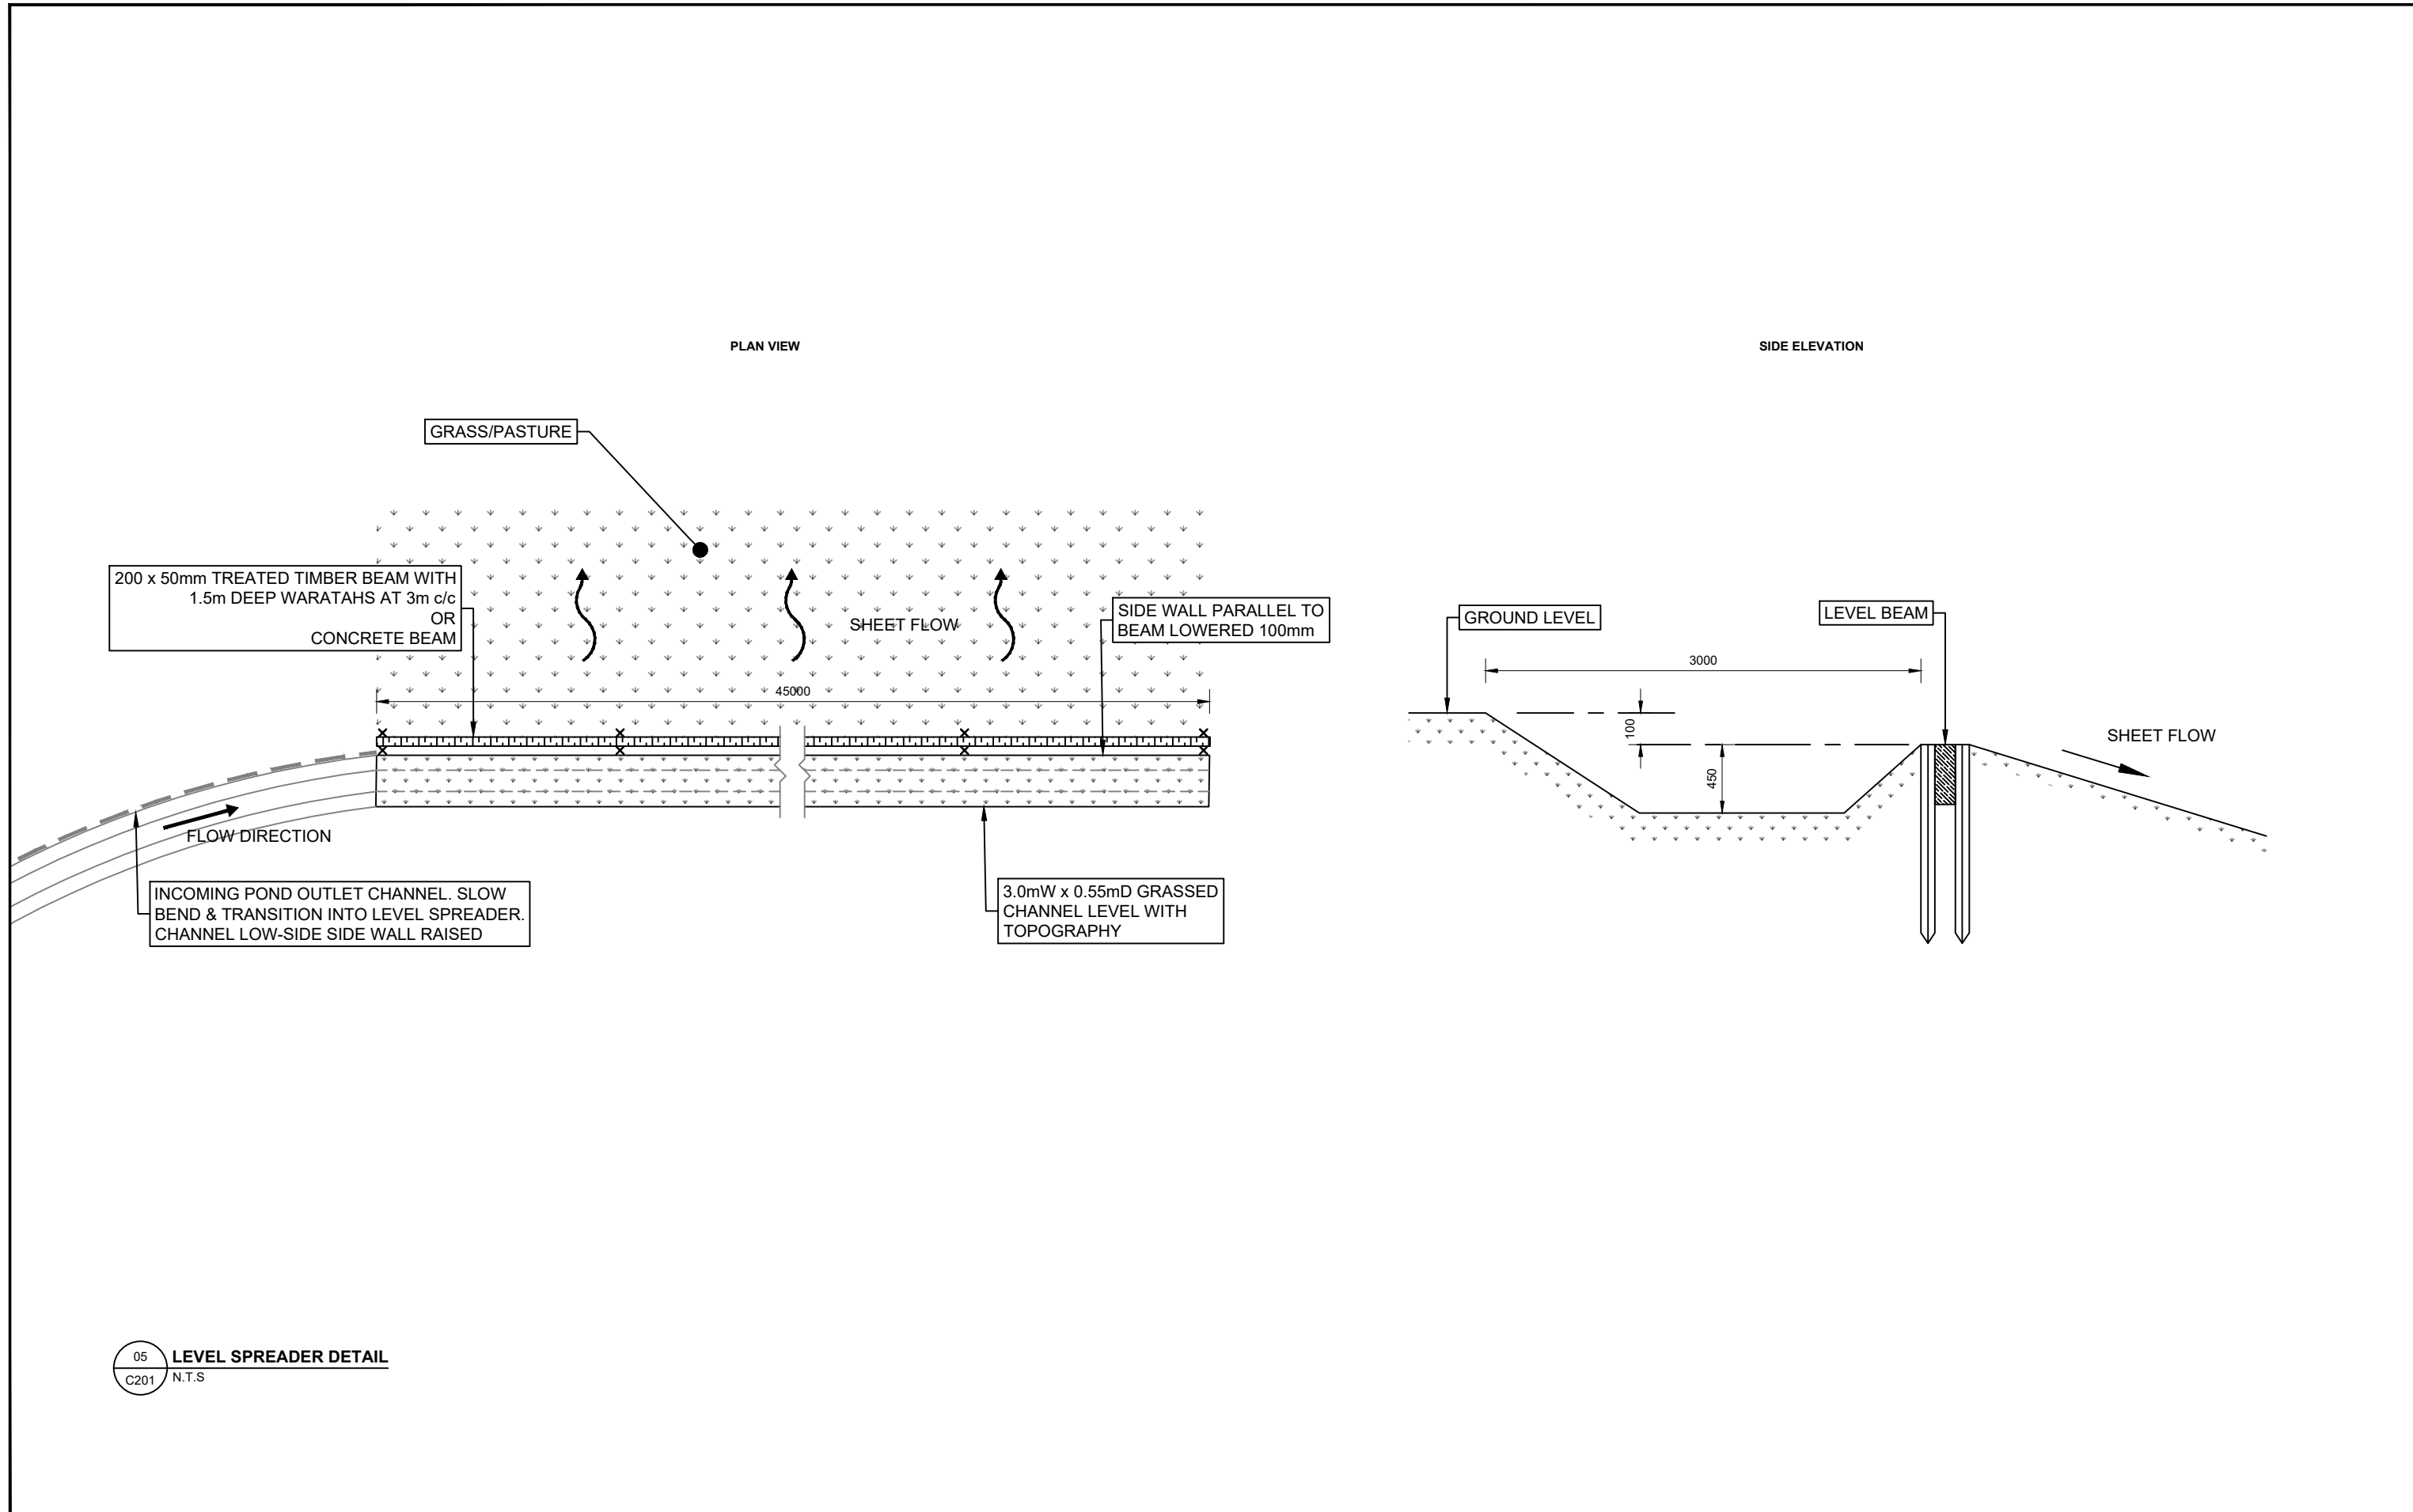 PLAN VIEW
SIDE ELEVATION
GRASS/PASTURE
200 x 50mm TREATED TIMBER BEAM WITH
1.5m DEEP WARATAHS AT 3m c/c
OR
CONCRETE BEAM
SHEET FLOW
SIDE WALL PARALLEL TO
BEAM LOWERED 100mm
45000
FLOW DIRECTION
INCOMING POND OUTLET CHANNEL. SLOW
BEND & TRANSITION INTO LEVEL SPREADER.
CHANNEL LOW-SIDE SIDE WALL RAISED
3.0mW x 0.55mD GRASSED
CHANNEL LEVEL WITH
TOPOGRAPHY
GROUND LEVEL
LEVEL BEAM
3000
100
450
SHEET FLOW
05
C201
LEVEL SPREADER DETAIL
N.T.S